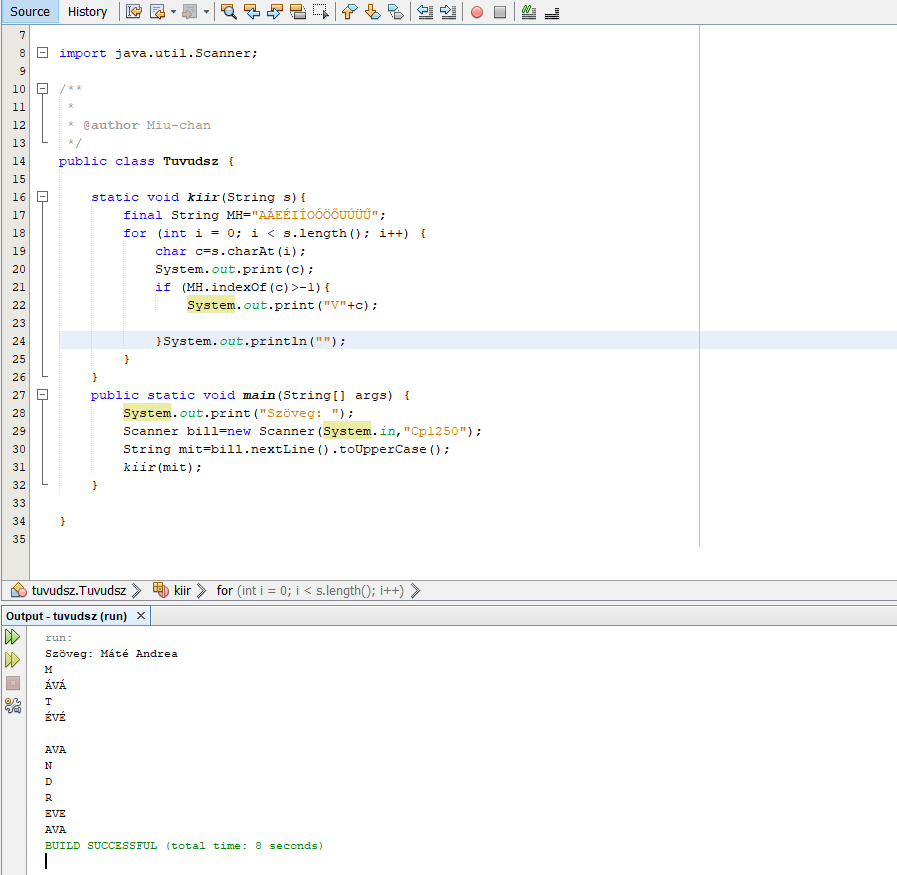 Source History
7
8 import java.util.Scanner;
9
10 /**
11 *
12 * @author Miu-chan
13 */
14 public class Tuvudsz {
15
16 static void kiir(String s){
17 final String MH="AÁEÉIÍOÓÖŐUÚÜŰ";
18 for (int i = 0; i < s.length(); i++) {
19 char c=s.charAt(i);
20 System.out.print(c);
21 if (MH.indexOf(c)>-1){
22 System.out.print("V"+c);
23
24 }System.out.println("");
25 }
26 }
27 public static void main(String[] args) {
28 System.out.print("Szöveg: ");
29 Scanner bill=new Scanner(System.in,"Cp1250");
30 String mit=bill.nextLine().toUpperCase();
31 kiir(mit);
32 }
33
34 }
35
tuvudsz.Tuvudsz kiir for (int i = 0; i < s.length(); i++)
Output - tuvudsz (run)
run:
Szöveg: Máté Andrea
M
ÁVÁ
T
ÉVÉ

AVA
N
D
R
EVE
AVA
BUILD SUCCESSFUL (total time: 8 seconds)